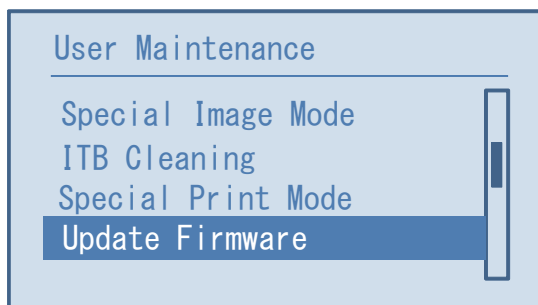 User Maintenance
Special Image Mode
ITB Cleaning
Special Print Mode
Update Firmware